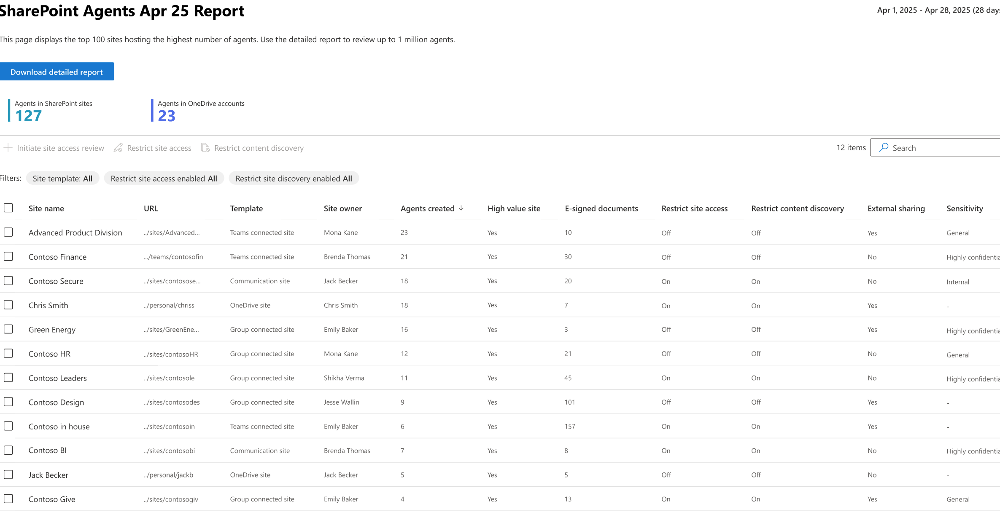 SharePoint Agents Apr 25 Report
Apr 1, 2025 - Apr 28, 2025 (28 days
This page displays the top 100 sites hosting the highest number of agents. Use the detailed report to review up to 1 million agents.
Download detailed report
Agents in SharePoint sites
127
Agents in OneDrive accounts
23
Initiate site access review Restrict site access Restrict content discovery 12 items Search
Filters: Site template: All Restrict site access enabled All Restrict site discovery enabled All
Site name URL Template Site owner Agents created ↓ High value site E-signed documents Restrict site access Restrict content discovery External sharing Sensitivity
Advanced Product Division ../sites/Advanced... Teams connected site Mona Kane 23 Yes 10 Off Off Yes General
Contoso Finance .../teams/contosofin Teams connected site Brenda Thomas 21 Yes 30 Off Off No Highly confidentia
Contoso Secure ../sites/contosose... Communication site Jack Becker 18 Yes 20 On On No Internal
Chris Smith ../personal/chriss OneDrive site Chris Smith 18 Yes 7 On On Yes -
Green Energy ../sites/GreenEne... Group connected site Emily Baker 16 Yes 3 Off Off Yes Highly confidentia
Contoso HR ../sites/contosoHR Group connected site Mona Kane 12 Yes 21 Off Off No General
Contoso Leaders ../sites/contosole Group connected site Shikha Verma 11 Yes 45 On On No Highly confidentia
Contoso Design ../sites/contosodes Group connected site Jesse Wallin 9 Yes 101 Off Off Yes -
Contoso in house ../sites/contosoin Teams connected site Emily Baker 6 Yes 157 On On Yes -
Contoso BI ../sites/contosobi Communication site Brenda Thomas 7 Yes 8 On On No Highly confidentia
Jack Becker ../personal/jackb OneDrive site Jack Becker 5 Yes 5 Off Off No -
Contoso Give ../sites/contosogiv Group connected site Emily Baker 4 Yes 13 On On Yes General